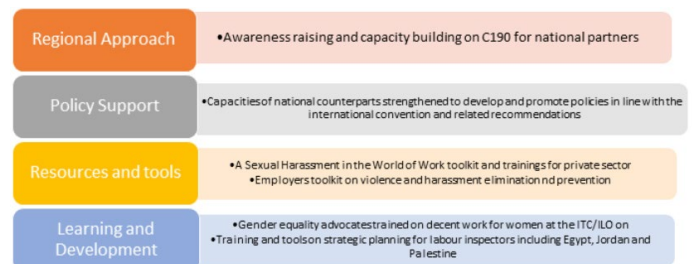 Regional Approach
•Awareness raising and capacity building on C190 for national partners
Policy Support
•Capacities of national counterparts strengthened to develop and promote policies in line with the
international convention and related recommendations
Resources and tools
•A Sexual Harassment in the World of Work toolkit and trainings for private sector
•Employers toolkit on violence and harassment elimination nd prevention
Learning and
Development
•Gender equality advocatestrained on decent work for women at the ITC/ILO on
•Training and tools on strategic planning for labour inspectors including Egypt, Jordan and
Palestine